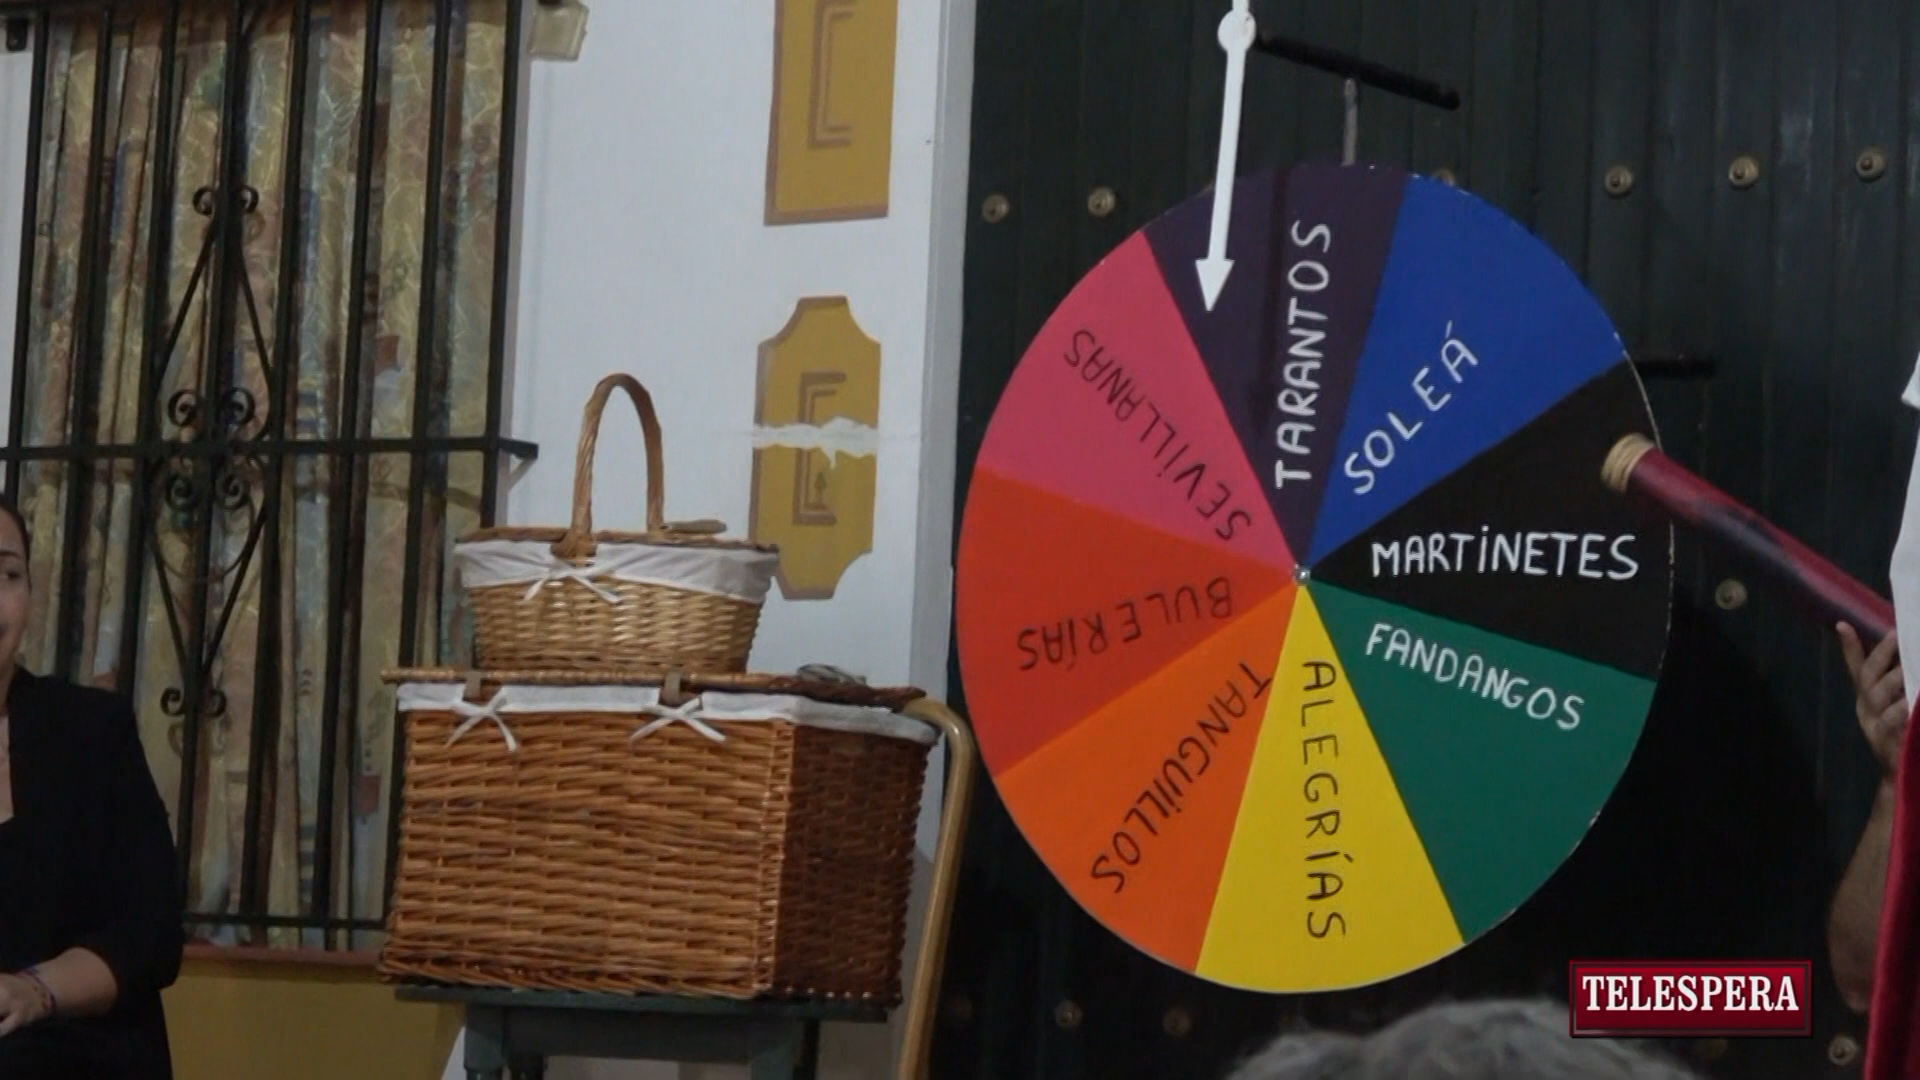 TARANTOS
SOLEÁ
MARTiNETES
FANDANGOS
ALEGRÍAS
TANGUiLLOS
BULERÍAS
SEViLLANAS
TELESPERA